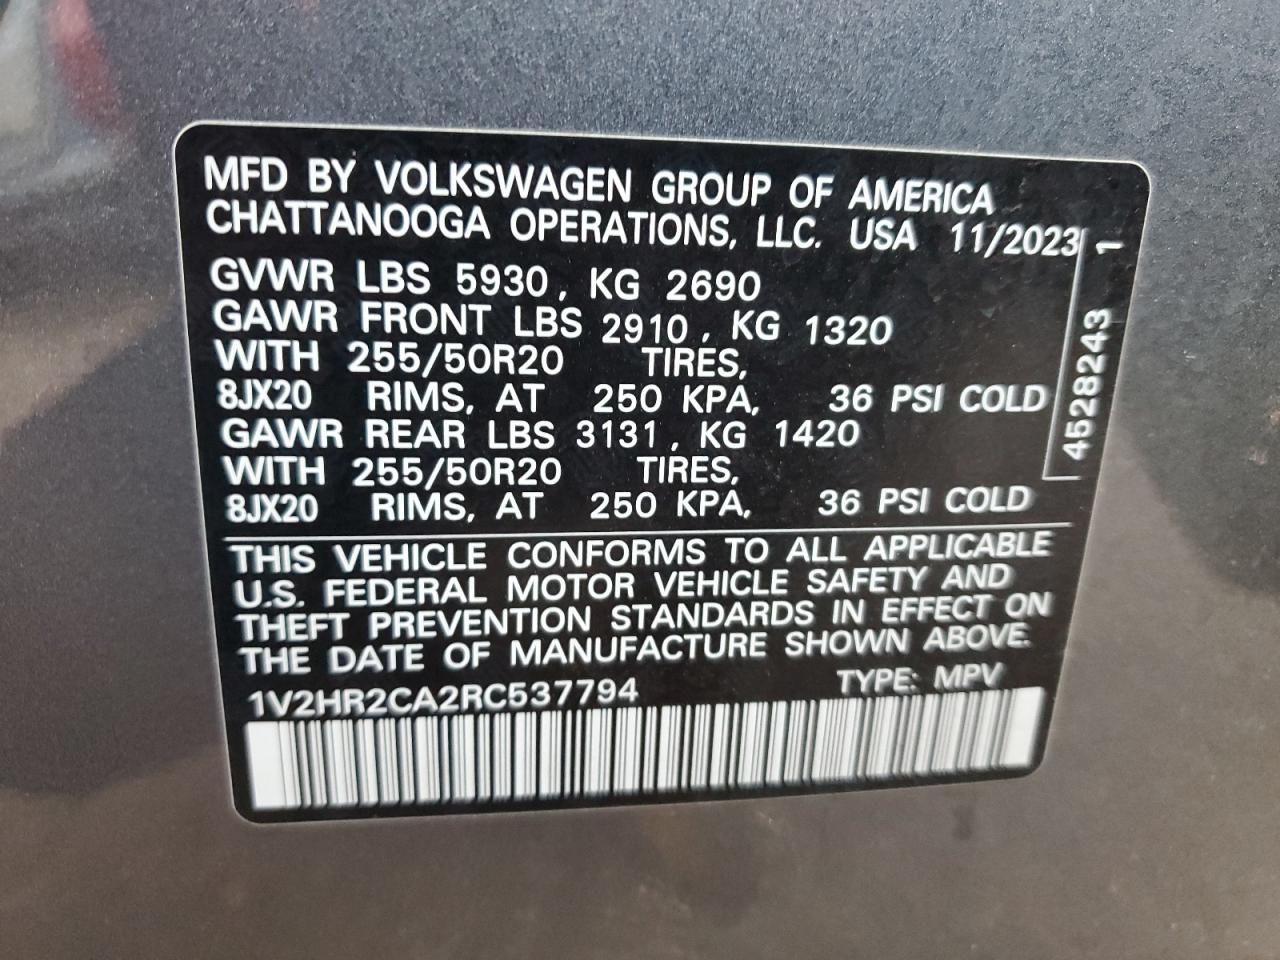 MFD BY VOLKSWAGEN GROUP OF AMERICA
CHATTANOOGA OPERATIONS, LLC. USA 11/2023
GVWR LBS 5930, KG 2690
GAWR FRONT LBS 2910, KG 1320
WITH 255/50R20 TIRES,
8JX20 RIMS, AT 250 KPA, 36 PSI COLD
GAWR REAR LBS 3131, KG 1420
WITH 255/50R20 TIRES,
8JX20 RIMS, AT 250 KPA, 36 PSI COLD
THIS VEHICLE CONFORMS TO ALL APPLICABLE
U.S. FEDERAL MOTOR VEHICLE SAFETY AND
THEFT PREVENTION STANDARDS IN EFFECT ON
THE DATE OF MANUFACTURE SHOWN ABOVE.
1V2HR2CA2RC537794 TYPE: MPV
4528243 1